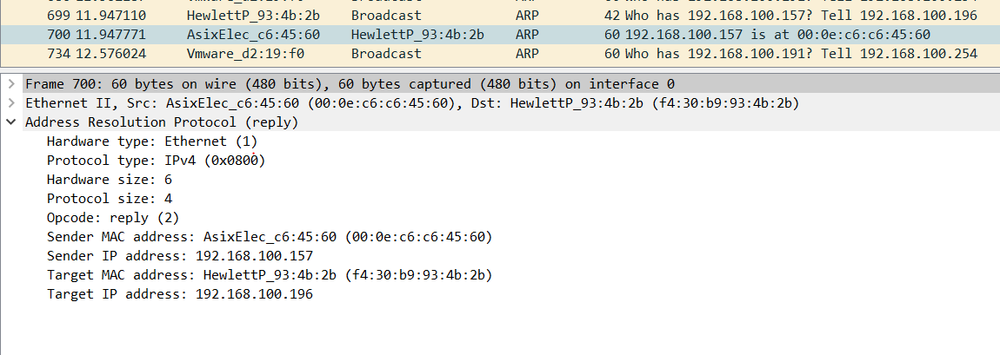 699 11.947110 HewlettP_93:4b:2b Broadcast ARP 42 Who has 192.168.100.157? Tell 192.168.100.196
700 11.947771 AsixElec_c6:45:60 HewlettP_93:4b:2b ARP 60 192.168.100.157 is at 00:0e:c6:c6:45:60
734 12.576024 Vmware_d2:19:f0 Broadcast ARP 60 Who has 192.168.100.191? Tell 192.168.100.254
Frame 700: 60 bytes on wire (480 bits), 60 bytes captured (480 bits) on interface 0
Ethernet II, Src: AsixElec_c6:45:60 (00:0e:c6:c6:45:60), Dst: HewlettP_93:4b:2b (f4:30:b9:93:4b:2b)
Address Resolution Protocol (reply)
Hardware type: Ethernet (1)
Protocol type: IPv4 (0x0800)
Hardware size: 6
Protocol size: 4
Opcode: reply (2)
Sender MAC address: AsixElec_c6:45:60 (00:0e:c6:c6:45:60)
Sender IP address: 192.168.100.157
Target MAC address: HewlettP_93:4b:2b (f4:30:b9:93:4b:2b)
Target IP address: 192.168.100.196